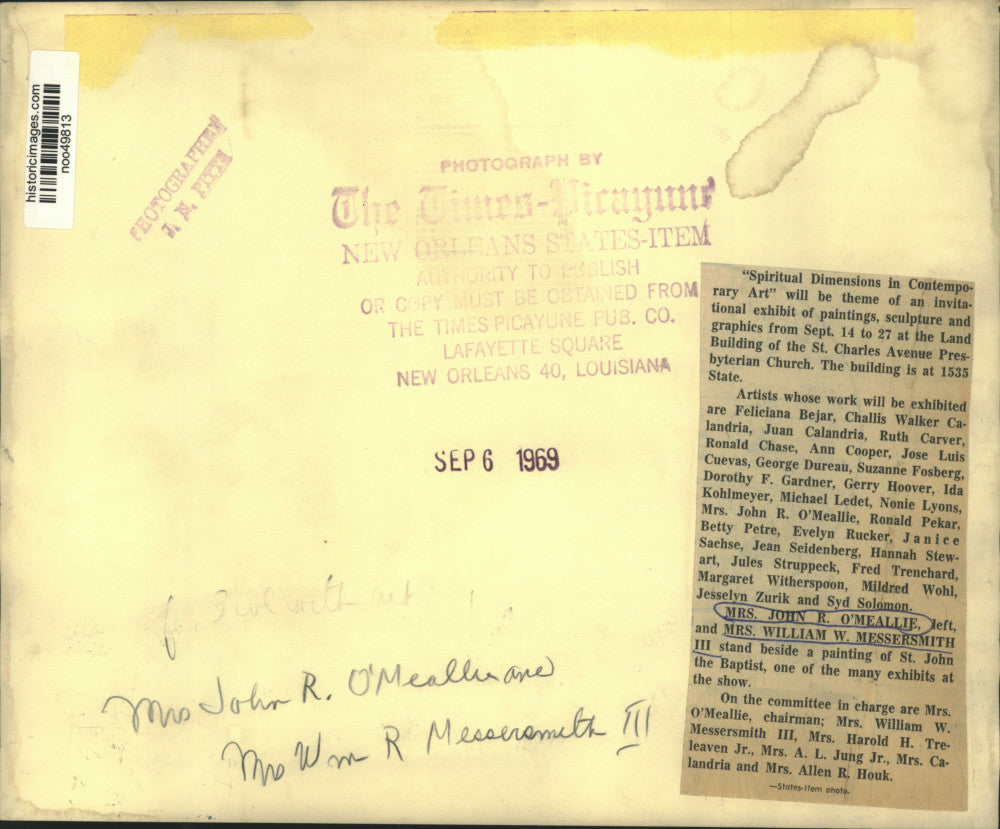 historicimages.com
noo49813
PHOTOGRAPHED
J. N.
PHOTOGRAPH BY
The Times-Picayune
NEW ORLEANS STATES-ITEM
AUTHORITY TO PUBLISH
OR COPY MUST BE OBTAINED FROM
THE TIMES-PICAYUNE PUB. CO.
LAFAYETTE SQUARE
NEW ORLEANS 40, LOUISIANA
SEP 6 1969
3 col with art
Mrs John R. O'Meallie and
Mrs Wm R Messersmith III
"Spiritual Dimensions in Contempo-
rary Art" will be theme of an invita-
tional exhibit of paintings, sculpture and
graphics from Sept. 14 to 27 at the Land
Building of the St. Charles Avenue Pres-
byterian Church. The building is at 1535
State.
Artists whose work will be exhibited
are Feliciana Bejar, Challis Walker Ca-
landria, Juan Calandria, Ruth Carver,
Ronald Chase, Ann Cooper, Jose Luis
Cuevas, George Dureau, Suzanne Fosberg,
Dorothy F. Gardner, Gerry Hoover, Ida
Kohlmeyer, Michael Ledet, Nonie Lyons,
Mrs. John R. O'Meallie, Ronald Pekar,
Betty Petre, Evelyn Rucker, Janice
Sachse, Jean Seidenberg, Hannah Stew-
art, Jules Struppeck, Fred Trenchard,
Margaret Witherspoon, Mildred Wohl,
Jesselyn Zurik and Syd Solomon.
MRS. JOHN R. O'MEALLIE, left,
and MRS. WILLIAM W. MESSERSMITH
III stand beside a painting of St. John
the Baptist, one of the many exhibits at
the show.
On the committee in charge are Mrs.
O'Meallie, chairman; Mrs. William W.
Messersmith III, Mrs. Harold H. Tre-
leaven Jr., Mrs. A. L. Jung Jr., Mrs. Ca-
landria and Mrs. Allen R. Houk.
—States-Item photo.